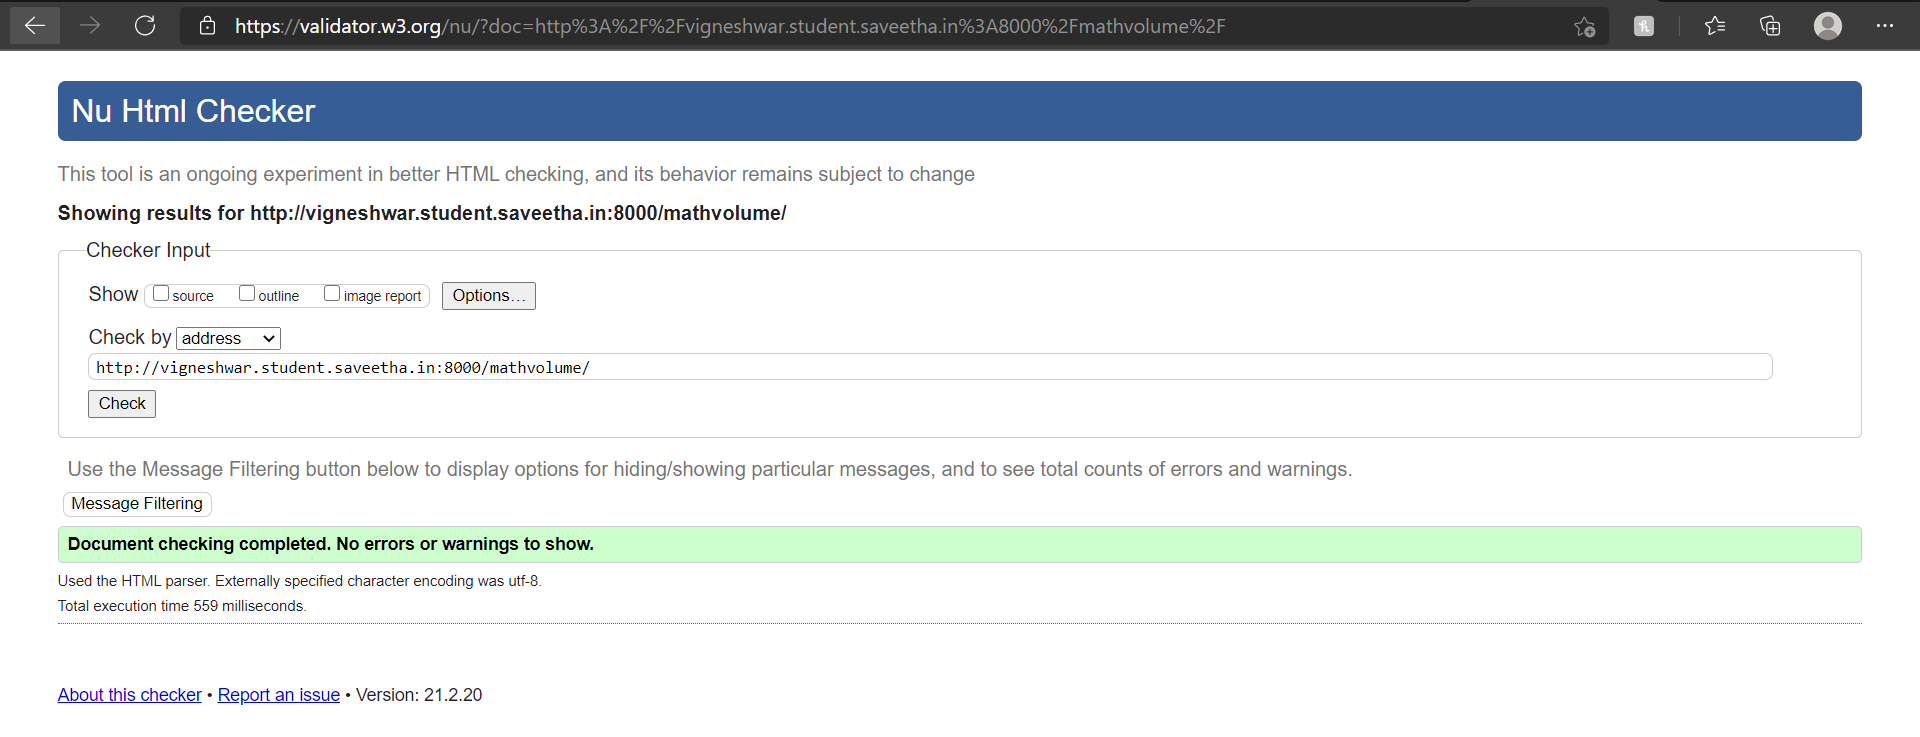 https://validator.w3.org/nu/?doc=http%3A%2F%2Fvigneshwar.student.saveetha.in%3A8000%2Fmathvolume%2F
Nu Html Checker
This tool is an ongoing experiment in better HTML checking, and its behavior remains subject to change
Showing results for http://vigneshwar.student.saveetha.in:8000/mathvolume/
Checker Input
Show source outline image report Options...
Check by address
http://vigneshwar.student.saveetha.in:8000/mathvolume/
Check
Use the Message Filtering button below to display options for hiding/showing particular messages, and to see total counts of errors and warnings.
Message Filtering
Document checking completed. No errors or warnings to show.
Used the HTML parser. Externally specified character encoding was utf-8.
Total execution time 559 milliseconds.
About this checker • Report an issue • Version: 21.2.20